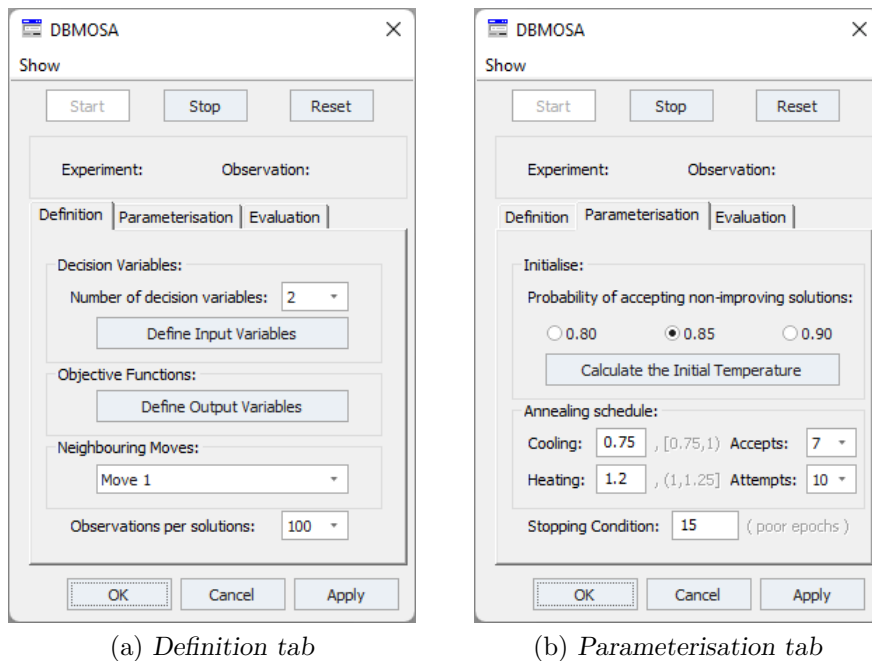 DBMOSA
Show
Start Stop Reset
Experiment: Observation:
Definition Parameterisation Evaluation
Decision Variables:
Number of decision variables: 2
Define Input Variables
Objective Functions:
Define Output Variables
Neighbouring Moves:
Move 1
Observations per solutions: 100
OK Cancel Apply
(a) Definition tab
DBMOSA
Show
Start Stop Reset
Experiment: Observation:
Definition Parameterisation Evaluation
Initialise:
Probability of accepting non-improving solutions:
0.80 0.85 0.90
Calculate the Initial Temperature
Annealing schedule:
Cooling: 0.75 , [0.75,1) Accepts: 7
Heating: 1.2 , (1,1.25] Attempts: 10
Stopping Condition: 15 ( poor epochs )
OK Cancel Apply
(b) Parameterisation tab